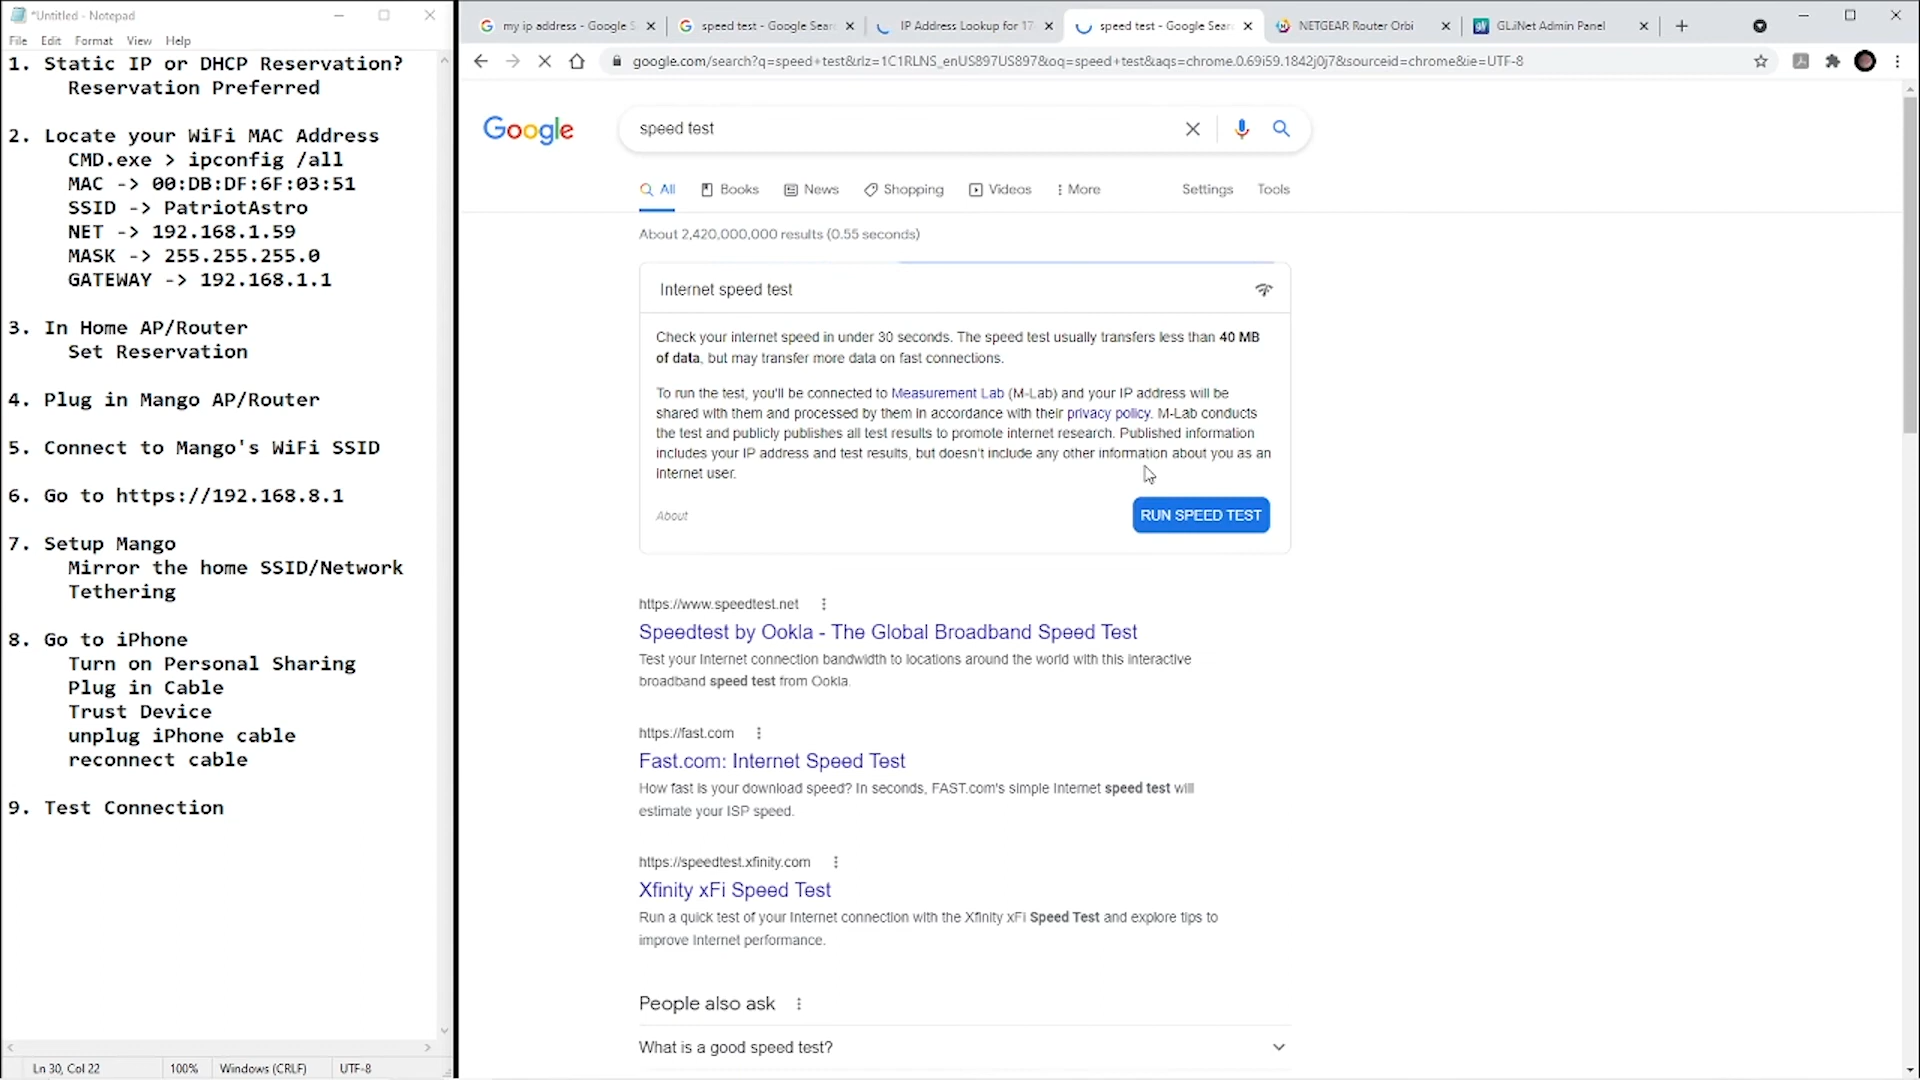 *Untitled - Notepad
File Edit Format View Help
1. Static IP or DHCP Reservation?
Reservation Preferred
2. Locate your WiFi MAC Address
CMD.exe > ipconfig /all
MAC -> 00:DB:DF:6F:03:51
SSID -> PatriotAstro
NET -> 192.168.1.59
MASK -> 255.255.255.0
GATEWAY -> 192.168.1.1
3. In Home AP/Router
Set Reservation
4. Plug in Mango AP/Router
5. Connect to Mango's WiFi SSID
6. Go to https://192.168.8.1
7. Setup Mango
Mirror the home SSID/Network
Tethering
8. Go to iPhone
Turn on Personal Sharing
Plug in Cable
Trust Device
unplug iPhone cable
reconnect cable
9. Test Connection
Ln 30, Col 22 100% Windows (CRLF) UTF-8
my ip address - Google S speed test - Google Sear IP Address Lookup for 17 speed test - Google Sear NETGEAR Router Orbi GL.iNet Admin Panel
google.com/search?q=speed+test&rlz=1C1RLNS_enUS897US897&oq=speed+test&aqs=chrome.0.69i59.1842j0j7&sourceid=chrome&ie=UTF-8
Google
speed test
All Books News Shopping Videos More Settings Tools
About 2,420,000,000 results (0.55 seconds)
Internet speed test
Check your internet speed in under 30 seconds. The speed test usually transfers less than 40 MB
of data, but may transfer more data on fast connections.
To run the test, you'll be connected to Measurement Lab (M-Lab) and your IP address will be
shared with them and processed by them in accordance with their privacy policy. M-Lab conducts
the test and publicly publishes all test results to promote internet research. Published information
includes your IP address and test results, but doesn't include any other information about you as an
internet user.
About
RUN SPEED TEST
https://www.speedtest.net
Speedtest by Ookla - The Global Broadband Speed Test
Test your Internet connection bandwidth to locations around the world with this interactive
broadband speed test from Ookla.
https://fast.com
Fast.com: Internet Speed Test
How fast is your download speed? In seconds, FAST.com's simple Internet speed test will
estimate your ISP speed.
https://speedtest.xfinity.com
Xfinity xFi Speed Test
Run a quick test of your Internet connection with the Xfinity xFi Speed Test and explore tips to
improve Internet performance.
People also ask
What is a good speed test?